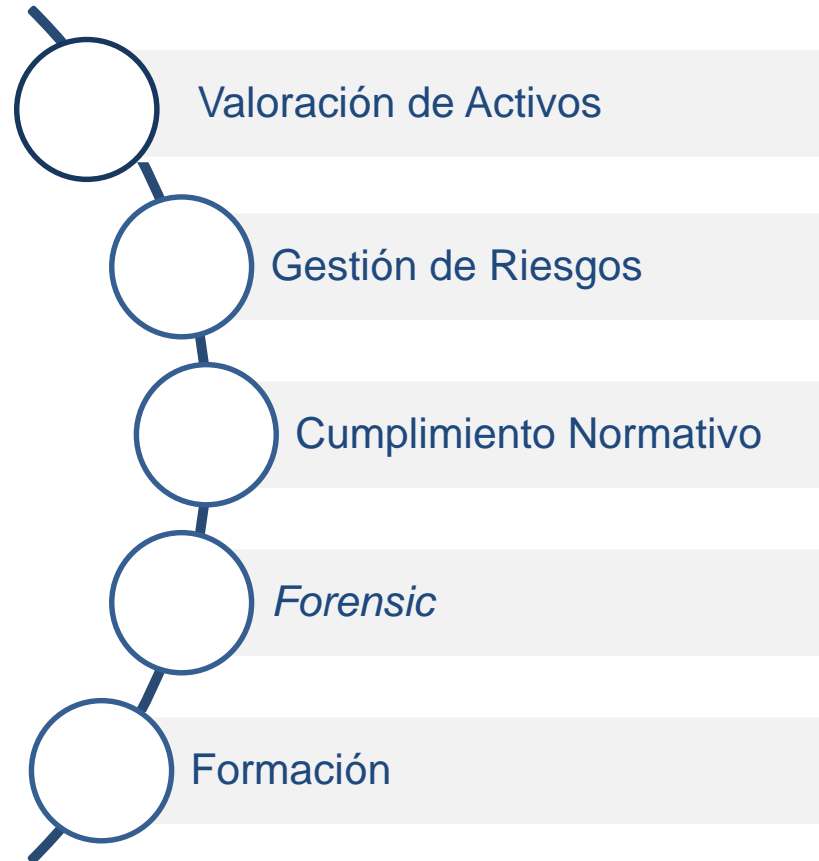 Valoración de Activos
Gestión de Riesgos
Cumplimiento Normativo
Forensic
Formación